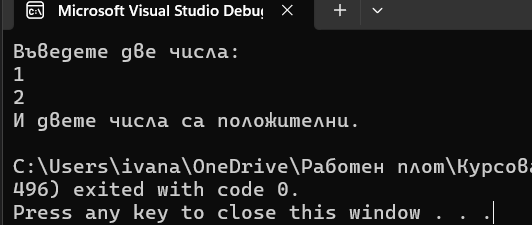 Microsoft Visual Studio Debug
Въведете две числа:
1
2
И двете числа са положителни.
C:\Users\ivana\OneDrive\Работен плот\Курсова
496) exited with code 0.
Press any key to close this window . . .